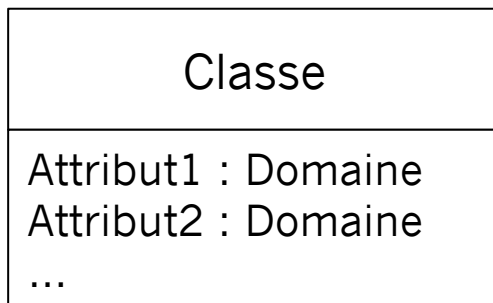 Classe
Attribut1 : Domaine
Attribut2 : Domaine
...